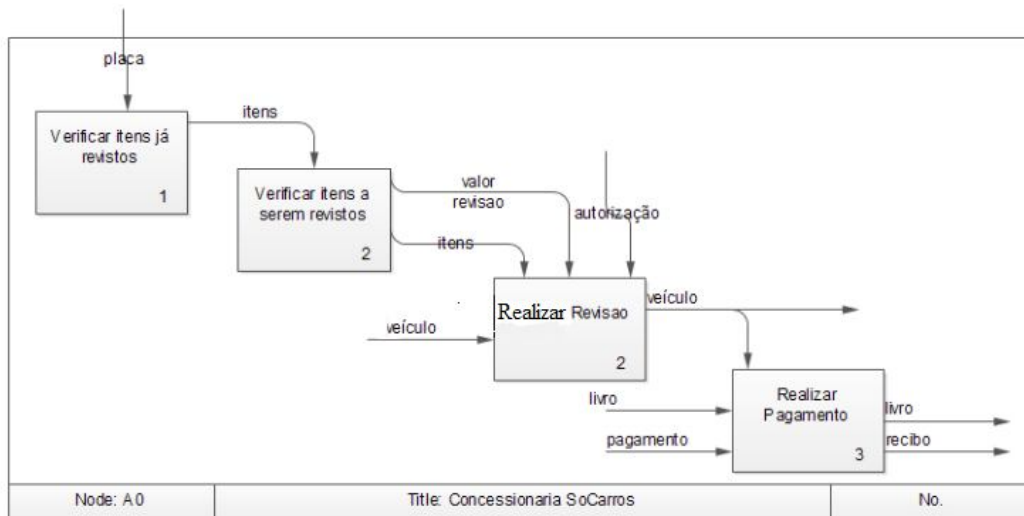 placa
Verificar itens já
revistos
1
itens
Verificar itens a
serem revistos
2
valor
revisao
itens
autorização
Realizar Revisao
2
veículo
veículo
livro
pagamento
Realizar
Pagamento
3
livro
recibo
Node: A0
Title: Concessionaria SoCarros
No.